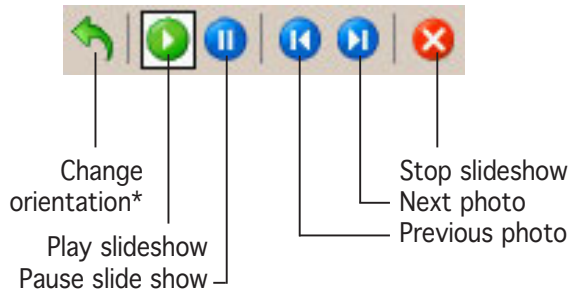 Change
orientation*
Play slideshow
Pause slide show
Stop slideshow
Next photo
Previous photo